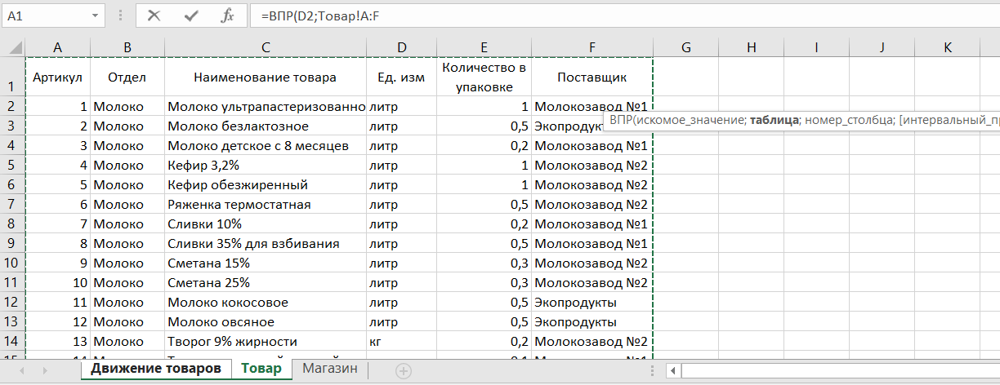 A1 fx =ВПР(D2;Товар!A:F
A B C D E F G H I J K
1 Артикул Отдел Наименование товара Ед. изм Количество в упаковке Поставщик
2 1 Молоко Молоко ультрапастеризованно литр 1 Молокозавод №1
ВПР(искомое_значение; таблица; номер_столбца; [интервальный_пр
3 2 Молоко Молоко безлактозное литр 0,5
4 3 Молоко Молоко детское с 8 месяцев литр 0,2 Молокозавод №1
5 4 Молоко Кефир 3,2% литр 1 Молокозавод №2
6 5 Молоко Кефир обезжиренный литр 1 Молокозавод №2
7 6 Молоко Ряженка термостатная литр 0,5 Молокозавод №2
8 7 Молоко Сливки 10% литр 0,2 Молокозавод №1
9 8 Молоко Сливки 35% для взбивания литр 0,5 Молокозавод №1
10 9 Молоко Сметана 15% литр 0,3 Молокозавод №2
11 10 Молоко Сметана 25% литр 0,3 Молокозавод №2
12 11 Молоко Молоко кокосовое литр 0,5 Экопродукты
13 12 Молоко Молоко овсяное литр 0,5 Экопродукты
14 13 Молоко Творог 9% жирности кг 0,2 Молокозавод №2
Движение товаров Товар Магазин